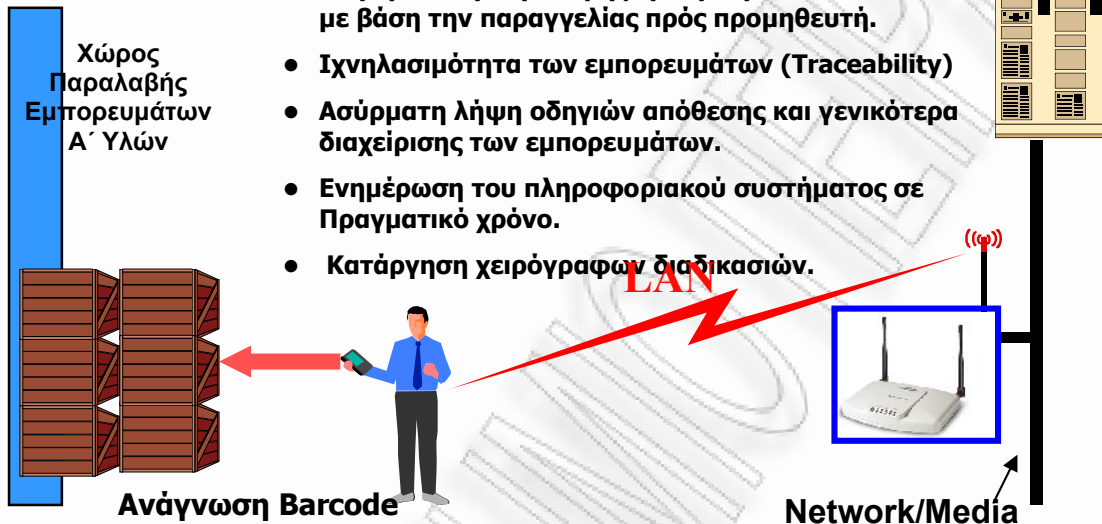 με βάση την παραγγελίας πρός προμηθευτή.
Χώρος
Παραλαβής
Εμπορευμάτων
Α΄ Υλών
● Ιχνηλασιμότητα των εμπορευμάτων (Traceability)
● Ασύρματη λήψη οδηγιών απόθεσης και γενικότερα
διαχείρισης των εμπορευμάτων.
● Ενημέρωση του πληροφοριακού συστήματος σε
Πραγματικό χρόνο.
● Κατάργηση χειρόγραφων διαδικασιών.
LAN
Ανάγνωση Barcode
Network/Media